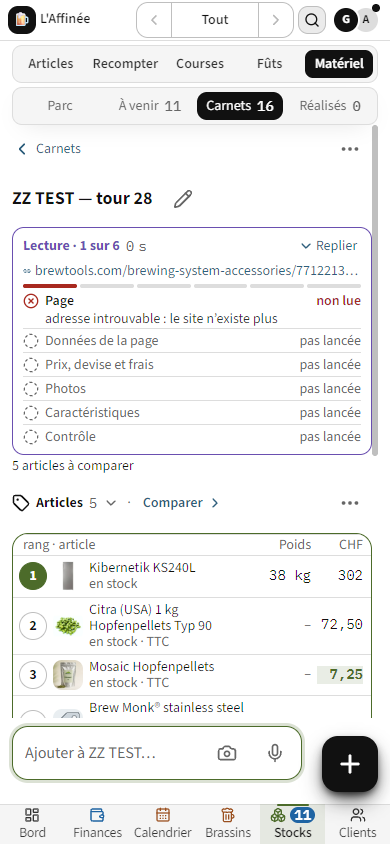 L'Affinée
Tout
G
A
Articles
Recompter
Courses
Fûts
Matériel
Parc
À venir 11
Carnets 16
Réalisés 0
Carnets
ZZ TEST — tour 28
Lecture · 1 sur 6 0 s
Replier
brewtools.com/brewing-system-accessories/7712213…
Page
non lue
adresse introuvable : le site n'existe plus
Données de la page
pas lancée
Prix, devise et frais
pas lancée
Photos
pas lancée
Caractéristiques
pas lancée
Contrôle
pas lancée
5 articles à comparer
Articles 5
·
Comparer
rang · article
Poids
CHF
1
Kibernetik KS240L
en stock
38 kg
302
2
Citra (USA) 1 kg
Hopfenpellets Typ 90
en stock · TTC
–
72,50
3
Mosaic Hopfenpellets
en stock · TTC
–
7,25
Brew Monk® stainless steel
Ajouter à ZZ TEST…
Bord
Finances
Calendrier
Brassins
11
Stocks
Clients